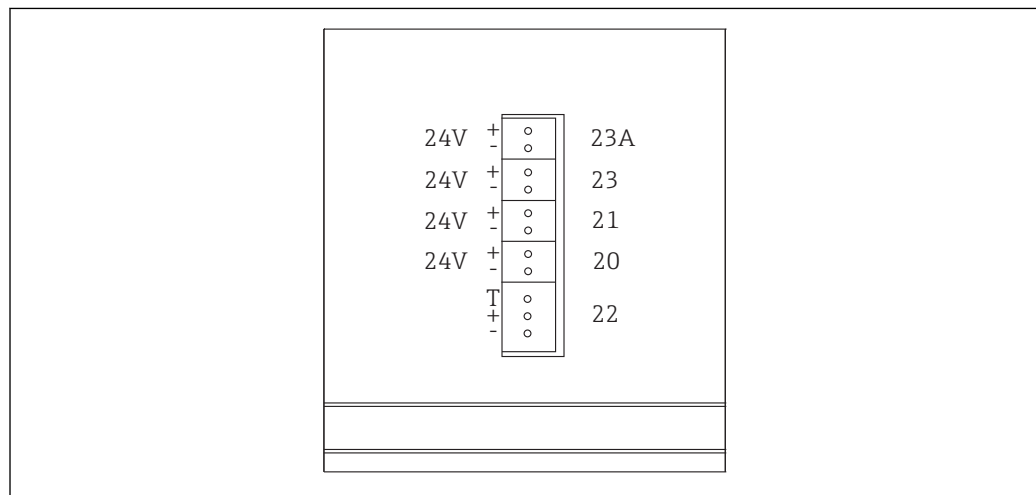 24V + - 23A
24V + - 23
24V + - 21
24V + - 20
T + - 22